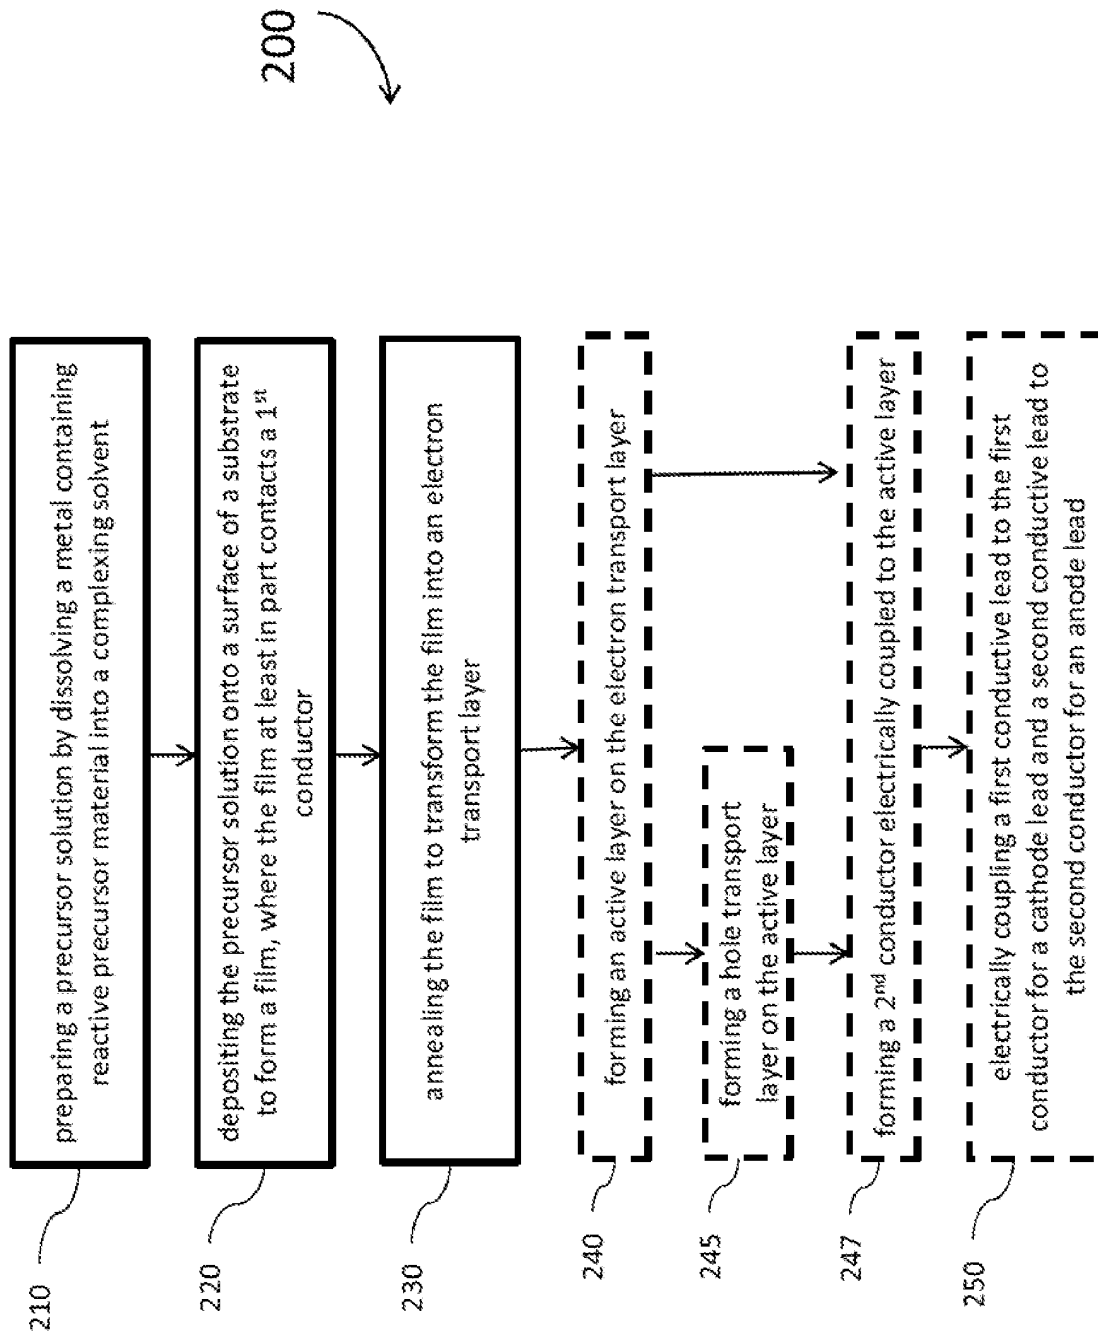 200
210
preparing a precursor solution by dissolving a metal containing
reactive precursor material into a complexing solvent
220
depositing the precursor solution onto a surface of a substrate
to form a film, where the film at least in part contacts a 1st
conductor
230
annealing the film to transform the film into an electron
transport layer
240
forming an active layer on the electron transport layer
245
forming a hole transport
layer on the active layer
247
forming a 2nd conductor electrically coupled to the active layer
250
electrically coupling a first conductive lead to the first
conductor for a cathode lead and a second conductive lead to
the second conductor for an anode lead